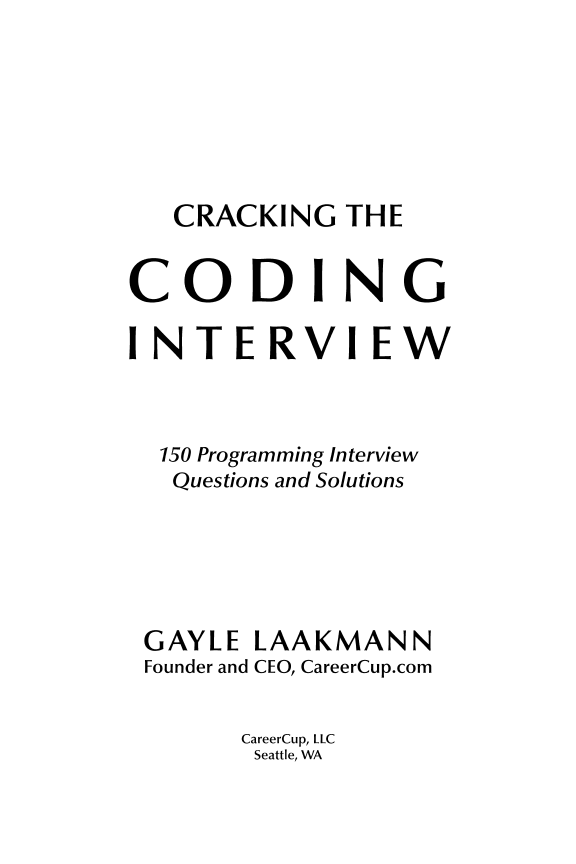 CRACKING THE
CODING
INTERVIEW
150 Programming Interview
Questions and Solutions
GAYLE LAAKMANN
Founder and CEO, CareerCup.com
CareerCup, LLC
Seattle, WA